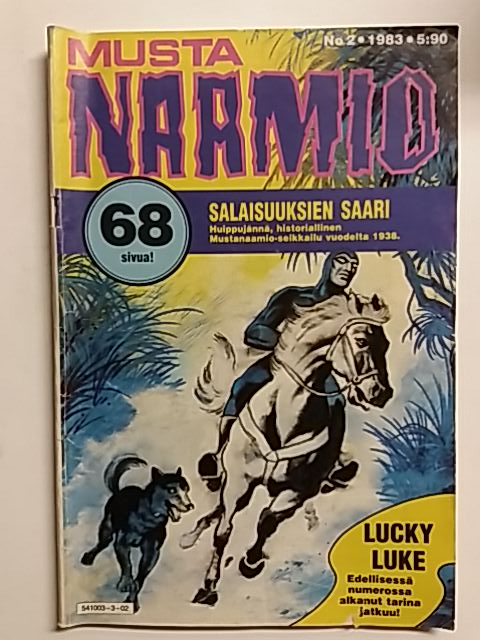 MUSTA
No 2 • 1983 • 5:90
NAAMIO
68
sivua!
SALAISUUKSIEN SAARI
Huippujännä, historiallinen
Mustanaamio-seikkailu vuodelta 1938.
LUCKY
LUKE
Edellisessä
numerossa
alkanut tarina
jatkuu!
541003-3-02